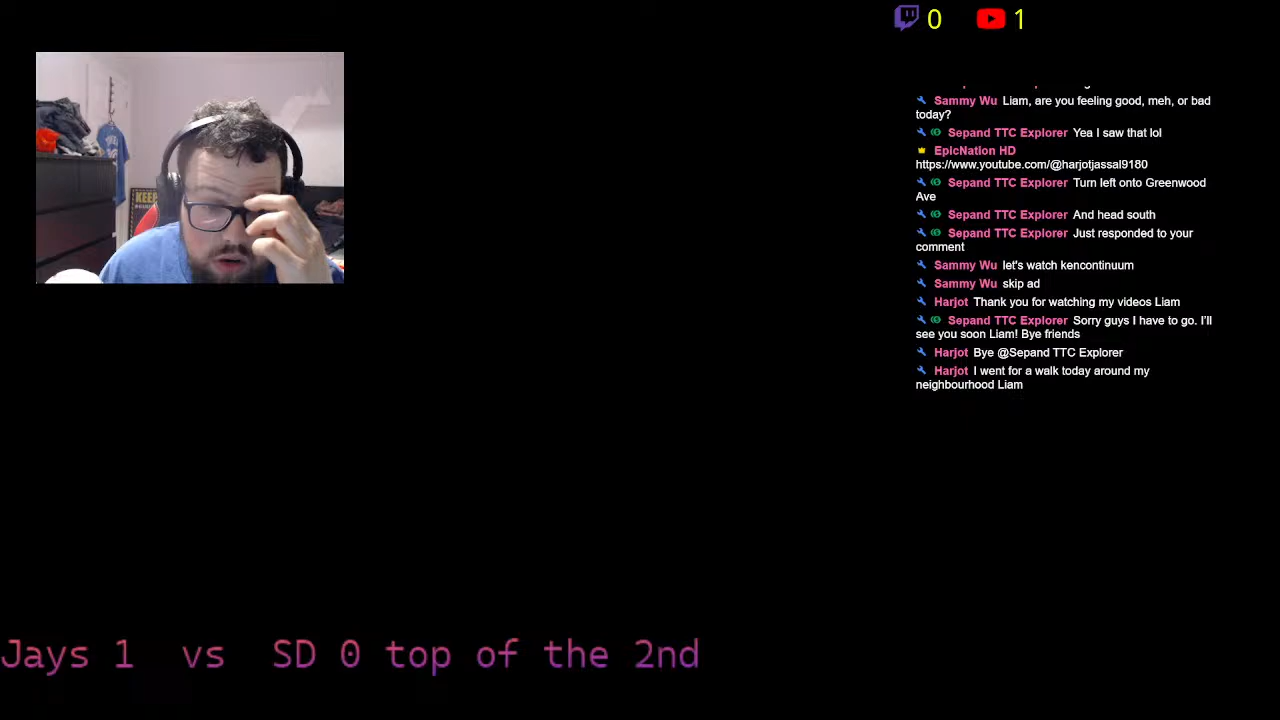 0 1
Sammy Wu Liam, are you feeling good, meh, or bad
today?
Sepand TTC Explorer Yea I saw that lol
EpicNation HD
https://www.youtube.com/@harjotjassal9180
Sepand TTC Explorer Turn left onto Greenwood
Ave
Sepand TTC Explorer And head south
Sepand TTC Explorer Just responded to your
comment
Sammy Wu let's watch kencontinuum
Sammy Wu skip ad
Harjot Thank you for watching my videos Liam
Sepand TTC Explorer Sorry guys I have to go. I'll
see you soon Liam! Bye friends
Harjot Bye @Sepand TTC Explorer
Harjot I went for a walk today around my
neighbourhood Liam
KEEP
Jays 1 vs SD 0 top of the 2nd